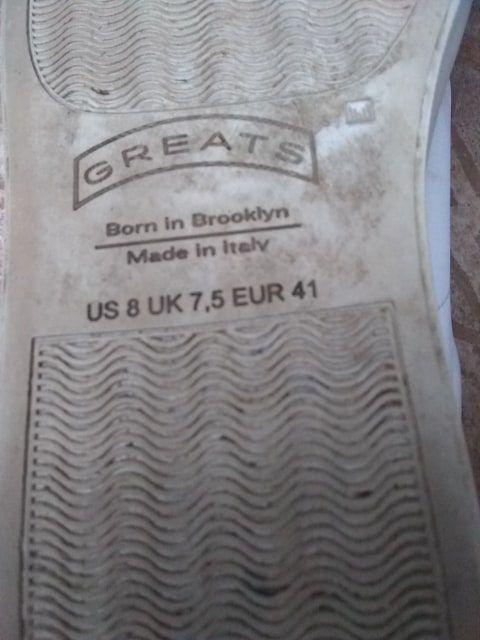 GREATS
Born in Brooklyn
Made in Italy
US 8 UK 7,5 EUR 41